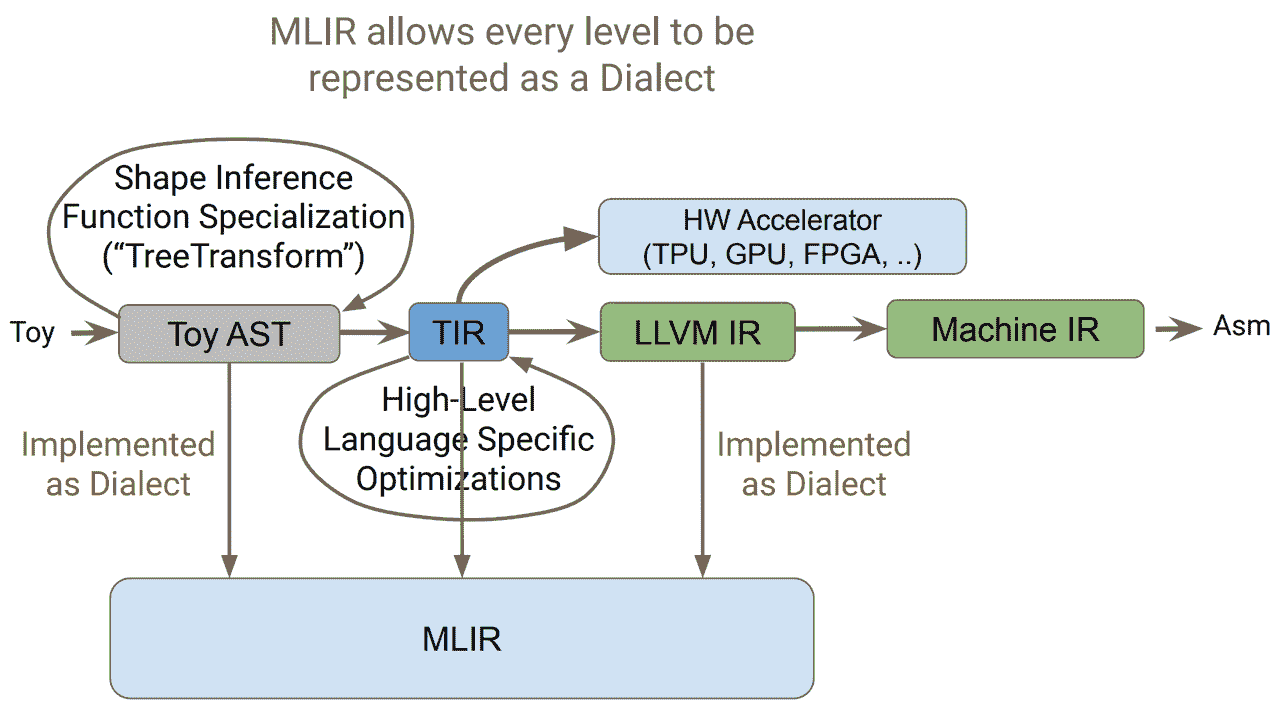 MLIR allows every level to be
represented as a Dialect
Shape Inference
Function Specialization
(“TreeTransform”)
HW Accelerator
(TPU, GPU, FPGA, ..)
Toy
Toy AST
TIR
LLVM IR
Machine IR
Asm
High-Level
Language Specific
Optimizations
Implemented
as Dialect
Implemented
as Dialect
MLIR